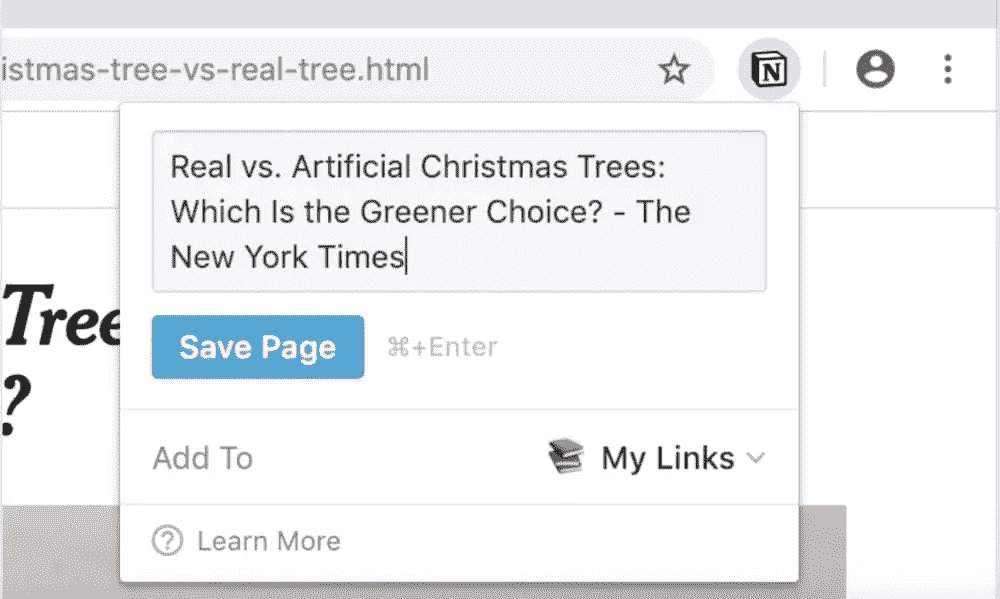 istmas-tree-vs-real-tree.html
N
Real vs. Artificial Christmas Trees:
Which Is the Greener Choice? - The
New York Times
Tree
?
Save Page ⌘+Enter
Add To My Links
? Learn More